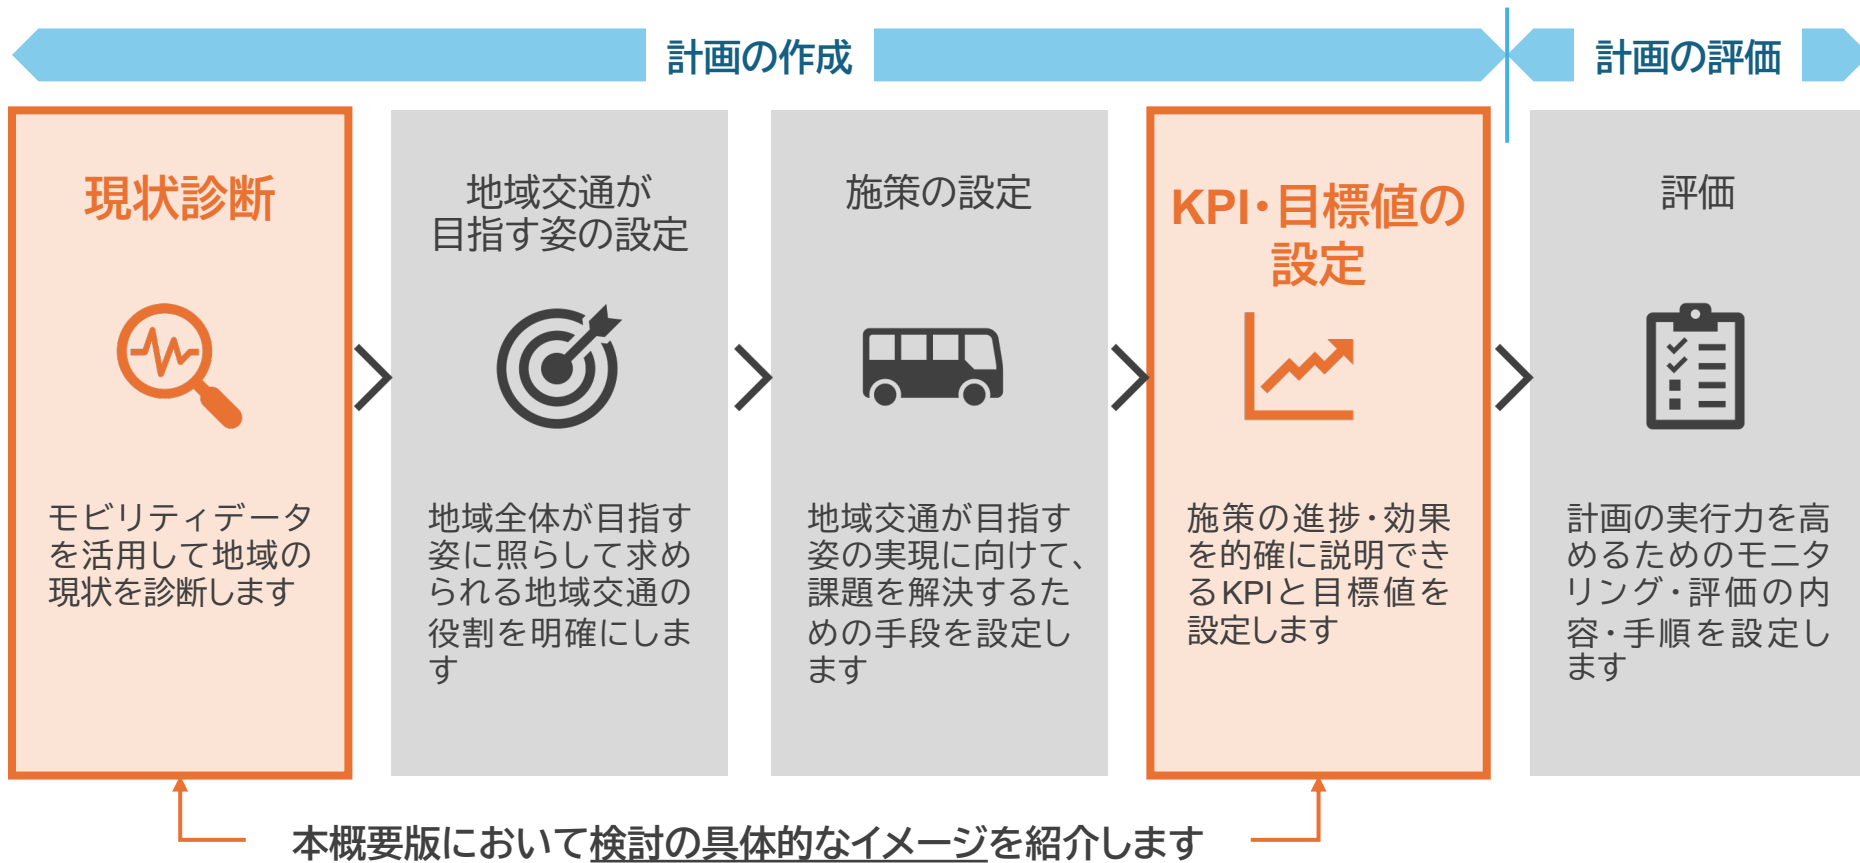 計画の作成
計画の評価
現状診断
モビリティデータ
を活用して地域の
現状を診断します
地域交通が
目指す姿の設定
地域全体が目指す
姿に照らして求め
られる地域交通の
役割を明確にしま
す
施策の設定
地域交通が目指す
姿の実現に向けて、
課題を解決するた
めの手段を設定し
ます
KPI・目標値の
設定
施策の進捗・効果
を的確に説明でき
るKPIと目標値を
設定します
評価
計画の実行力を高
めるためのモニタ
リング・評価の内
容・手順を設定し
ます
本概要版において検討の具体的なイメージを紹介します